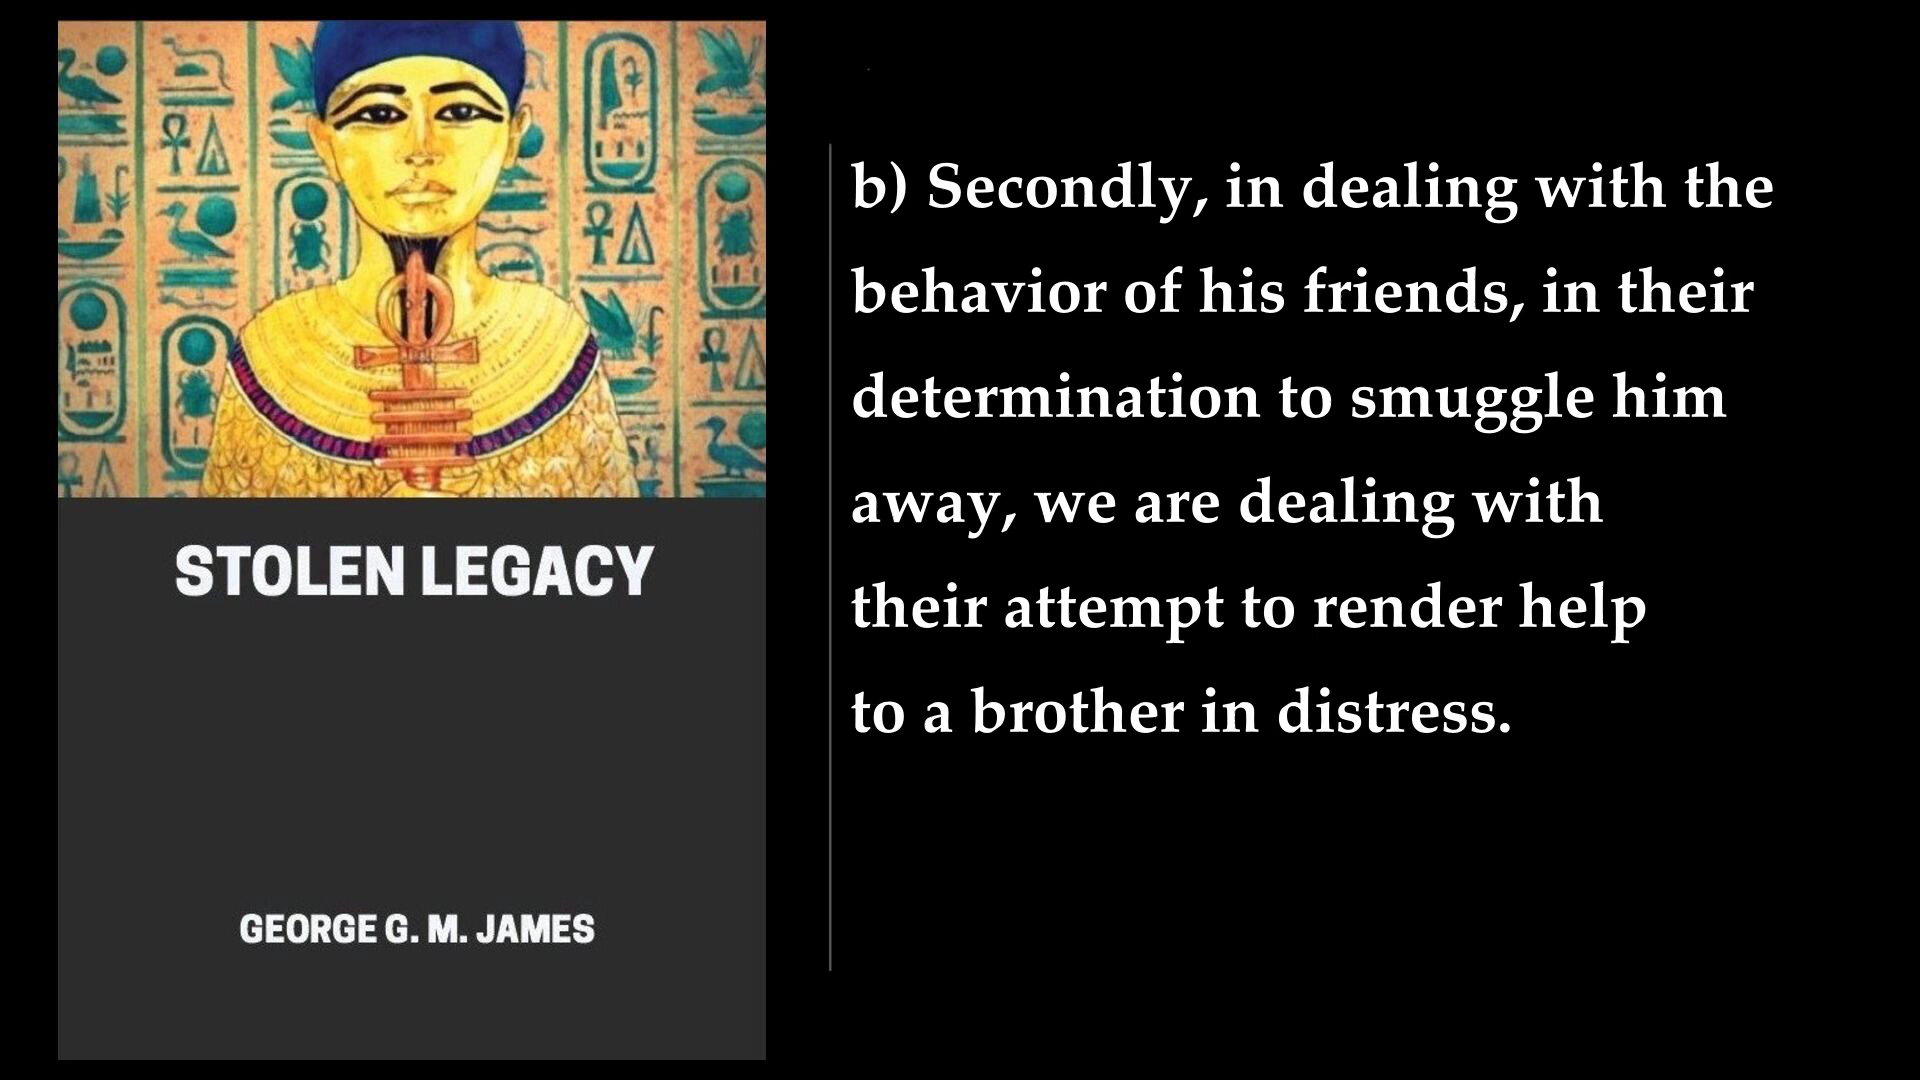 STOLEN LEGACY
GEORGE G. M. JAMES
b) Secondly, in dealing with the
behavior of his friends, in their
determination to smuggle him
away, we are dealing with
their attempt to render help
to a brother in distress.